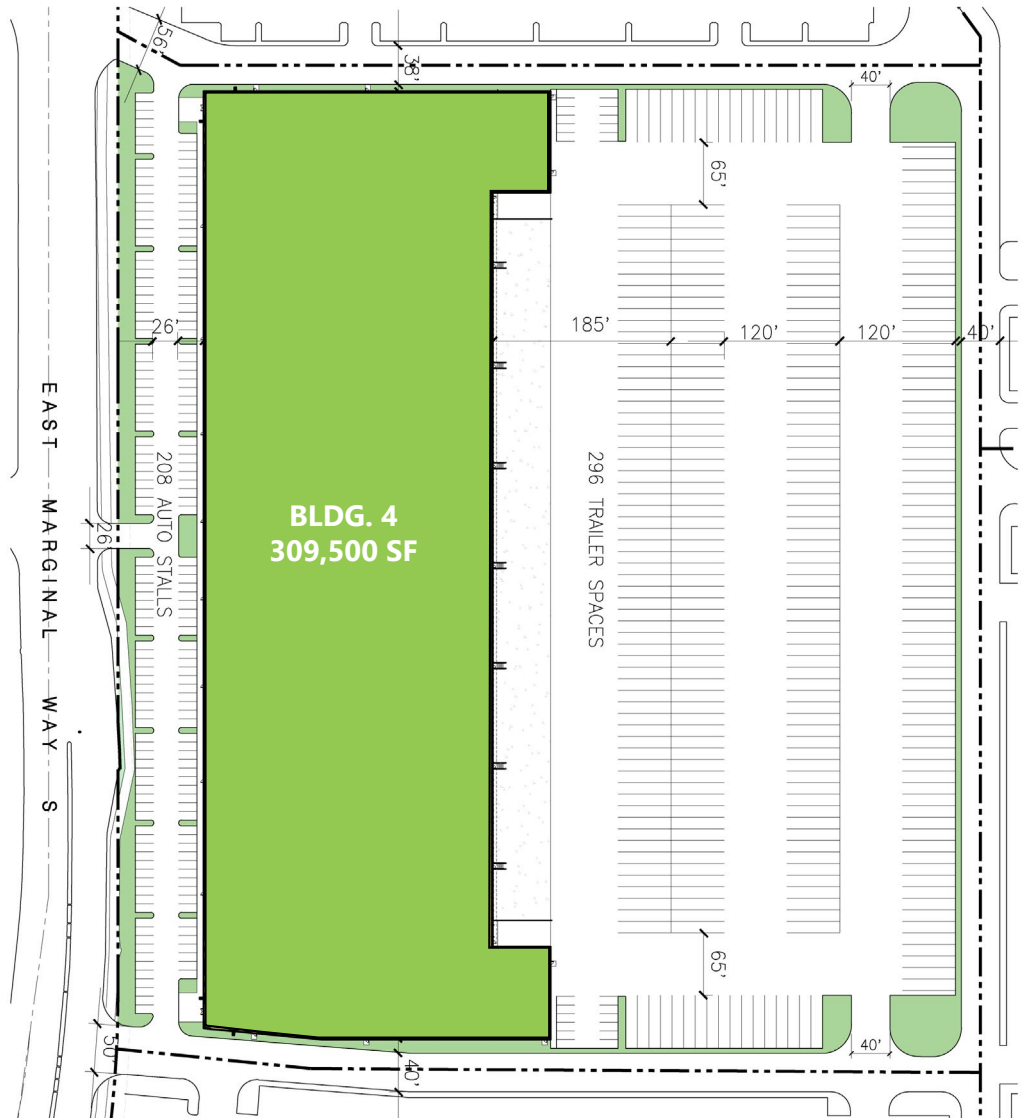 56'
38'
40'
65'
26'
185'
120'
120'
40'
EAST MARGINAL WAY S
208 AUTO STALLS
296 TRAILER SPACES
BLDG. 4
309,500 SF
26'
65'
50'
40'
40'